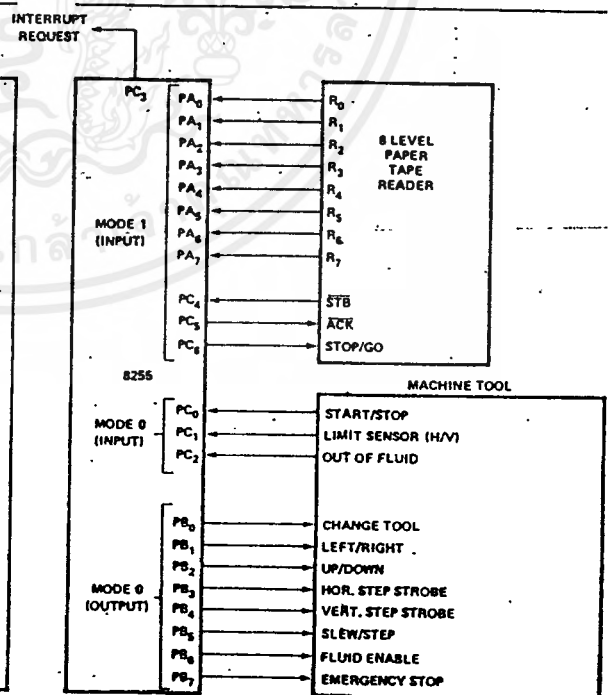 INTERRUPT
REQUEST
PC3
PA0
PA1
PA2
PA3
PA4
PA5
PA6
PA7
MODE 1
(INPUT)
PC4
PC5
PC6
R0
R1
R2
R3
R4
R5
R6
R7
8 LEVEL
PAPER
TAPE
READER
STB
ACK
STOP/GO
8255
MACHINE TOOL
MODE 0
(INPUT)
PC0
PC1
PC2
START/STOP
LIMIT SENSOR (H/V)
OUT OF FLUID
MODE 0
(OUTPUT)
PB0
PB1
PB2
PB3
PB4
PB5
PB6
PB7
CHANGE TOOL
LEFT/RIGHT
UP/DOWN
HOR. STEP STROBE
VERT. STEP STROBE
SLEW/STEP
FLUID ENABLE
EMERGENCY STOP